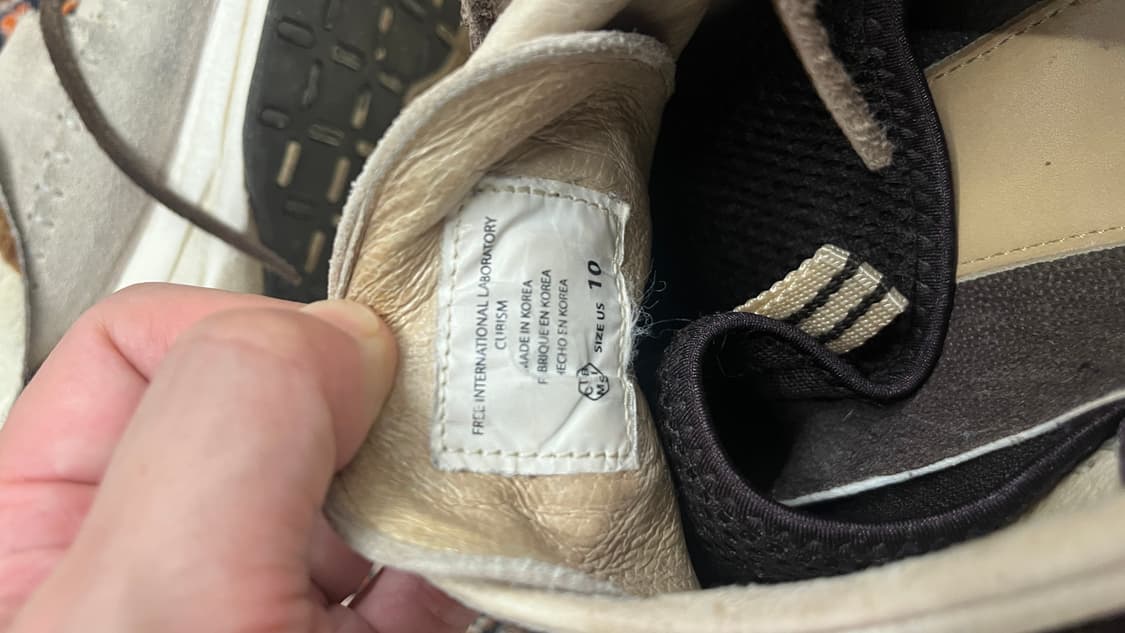 FREE INTERNATIONAL LABORATORY
CURISM
MADE IN KOREA
FABRIQUE EN KOREA
HECHO EN KOREA
SIZE US 10